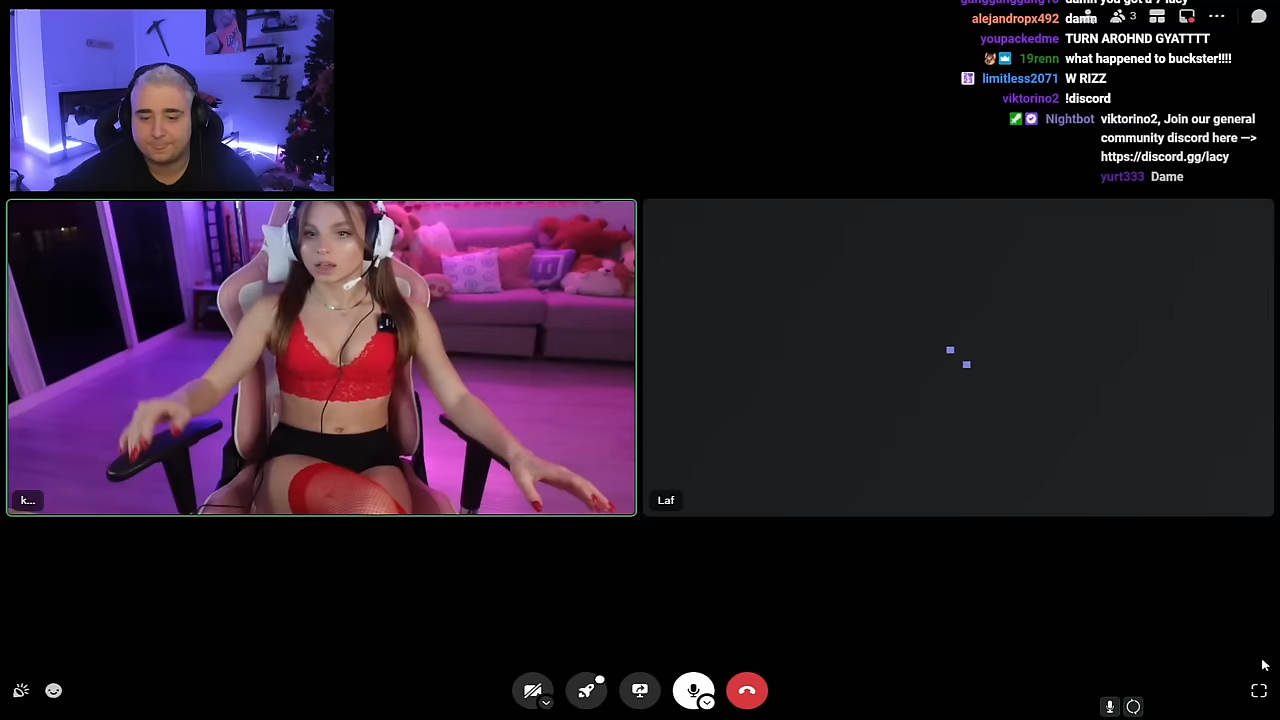 alejandropx492 damn
3
youpackedme TURN AROHND GYATTTT
19renn what happened to buckster!!!!
limitless2071 W RIZZ
viktorino2 !discord
Nightbot viktorino2, Join our general
community discord here —>
https://discord.gg/lacy
yurt333 Dame
k...
Laf